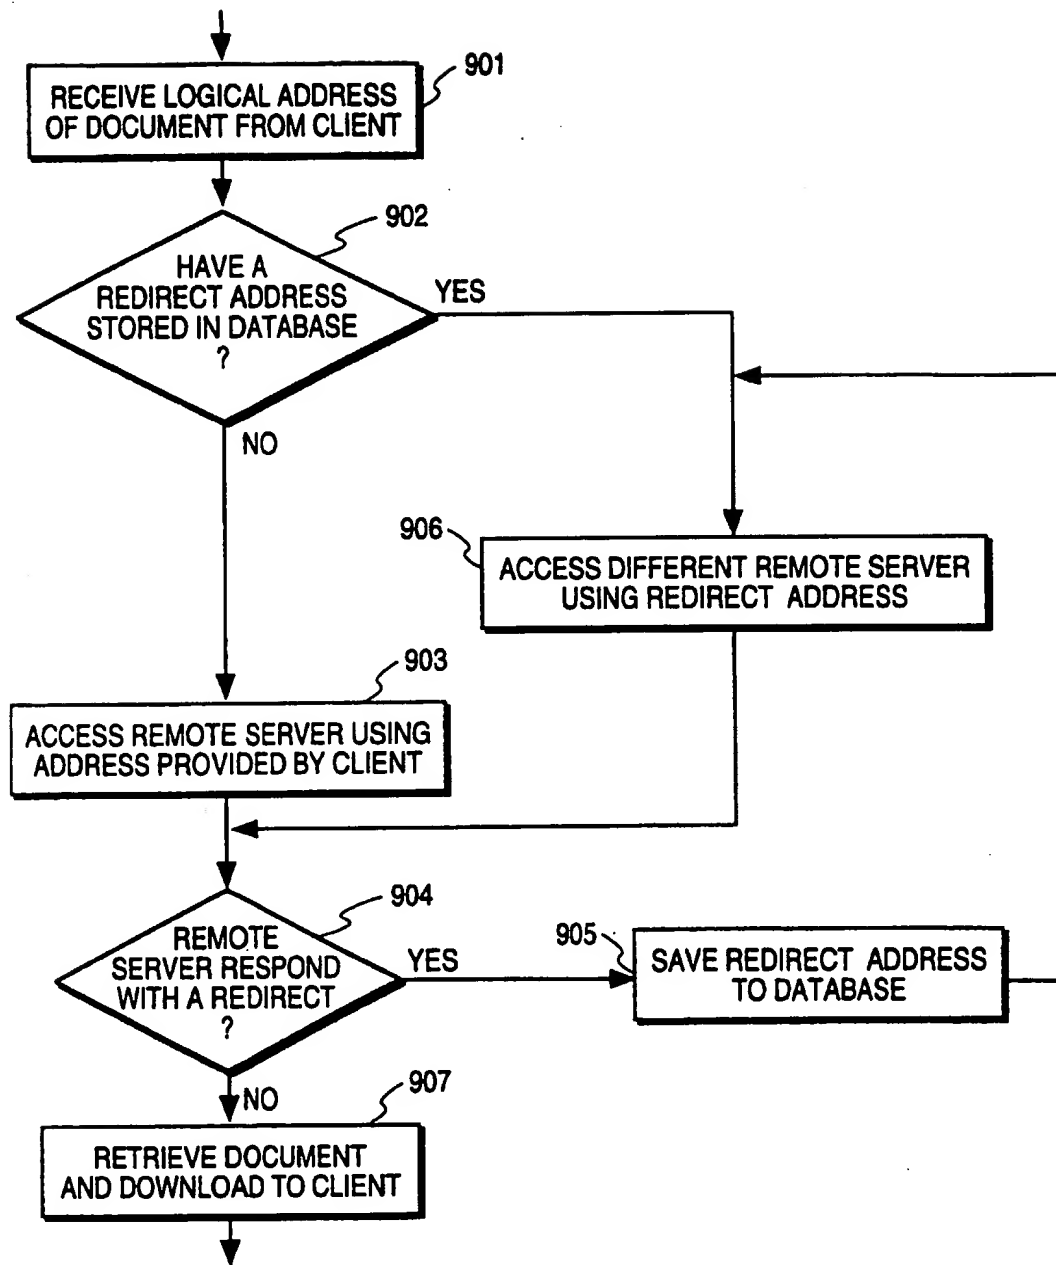 901
RECEIVE LOGICAL ADDRESS
OF DOCUMENT FROM CLIENT
902
HAVE A
REDIRECT ADDRESS
STORED IN DATABASE
?
YES
NO
906
ACCESS DIFFERENT REMOTE SERVER
USING REDIRECT ADDRESS
903
ACCESS REMOTE SERVER USING
ADDRESS PROVIDED BY CLIENT
904
REMOTE
SERVER RESPOND
WITH A REDIRECT
?
YES
905
SAVE REDIRECT ADDRESS
TO DATABASE
NO
907
RETRIEVE DOCUMENT
AND DOWNLOAD TO CLIENT